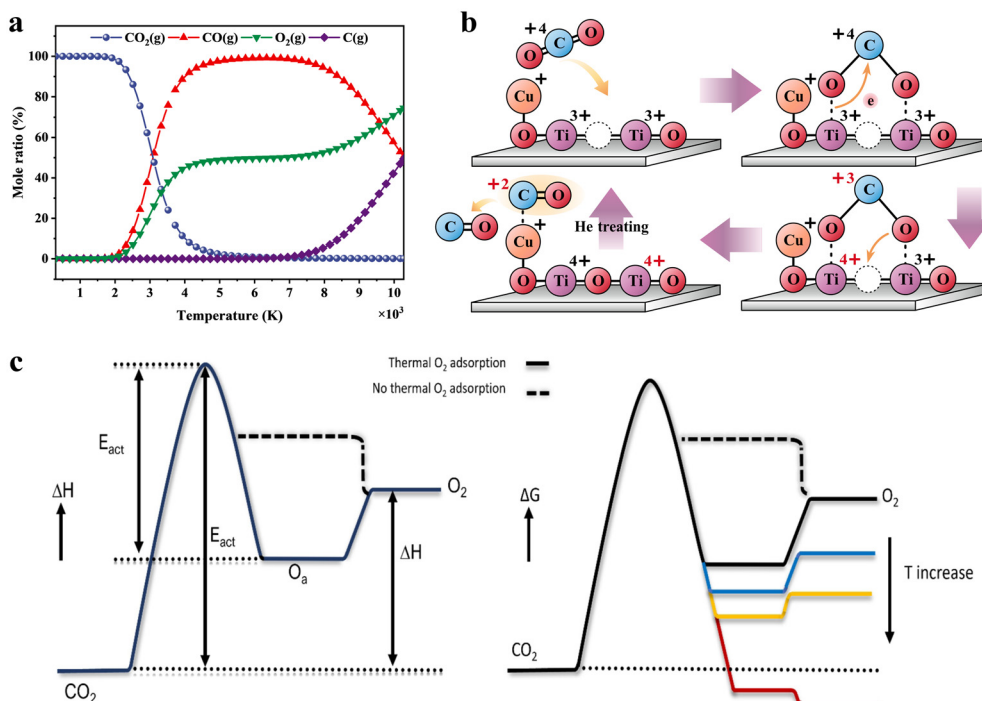 a
CO₂(g) CO(g) O₂(g) C(g)
Mole ratio (%)
100
80
60
40
20
0
1 2 3 4 5 6 7 8 9 10
Temperature (K)
×10³
b
+4
O C O
+
Cu
3+ 3+
O Ti Ti O
+4
C
+
Cu O O
e
3+ 3+
O Ti Ti O
+3
C
+
Cu O O
4+ 3+
O Ti Ti O
He treating
+2
C O
C O
+
Cu
4+ 4+
O Ti O Ti O
c
Thermal O₂ adsorption
No thermal O₂ adsorption
Eact
Eact
ΔH
ΔH
O₂
Oa
CO₂
ΔG
O₂
T increase
CO₂